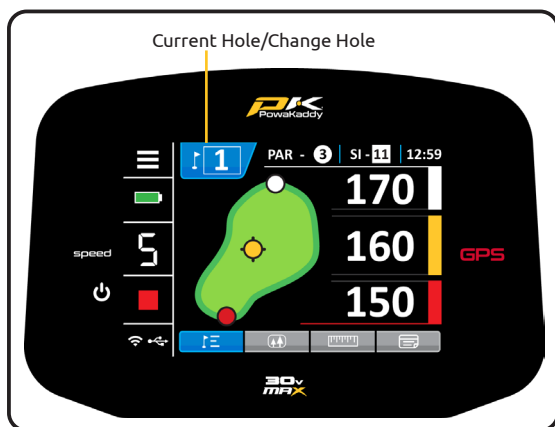 Current Hole/Change Hole
PK
PowaKaddy
1 PAR - 3 SI - 11 12:59
170
160
speed 5 GPS
150
30V
MAX